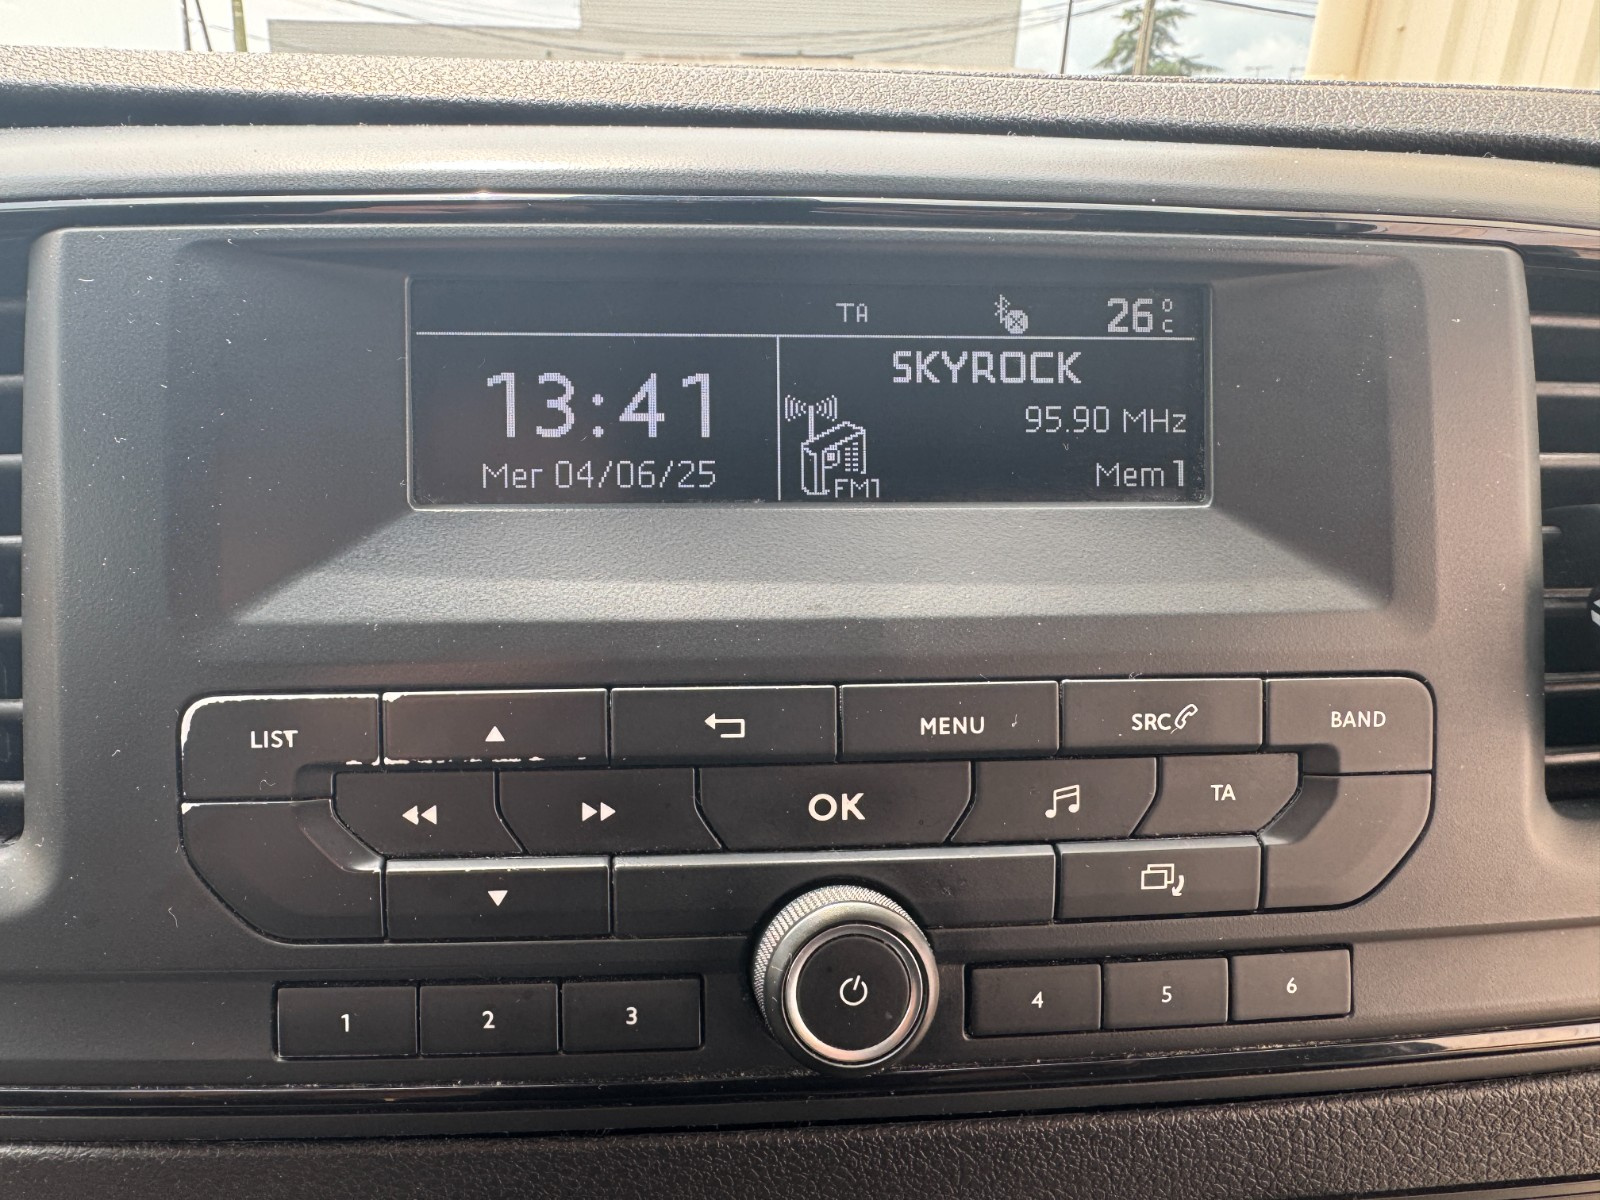 TA 26°C
13:41
Mer 04/06/25
SKYROCK
95.90 MHz
Mem 1
FM1
LIST
MENU
SRC
BAND
OK
TA
1
2
3
4
5
6